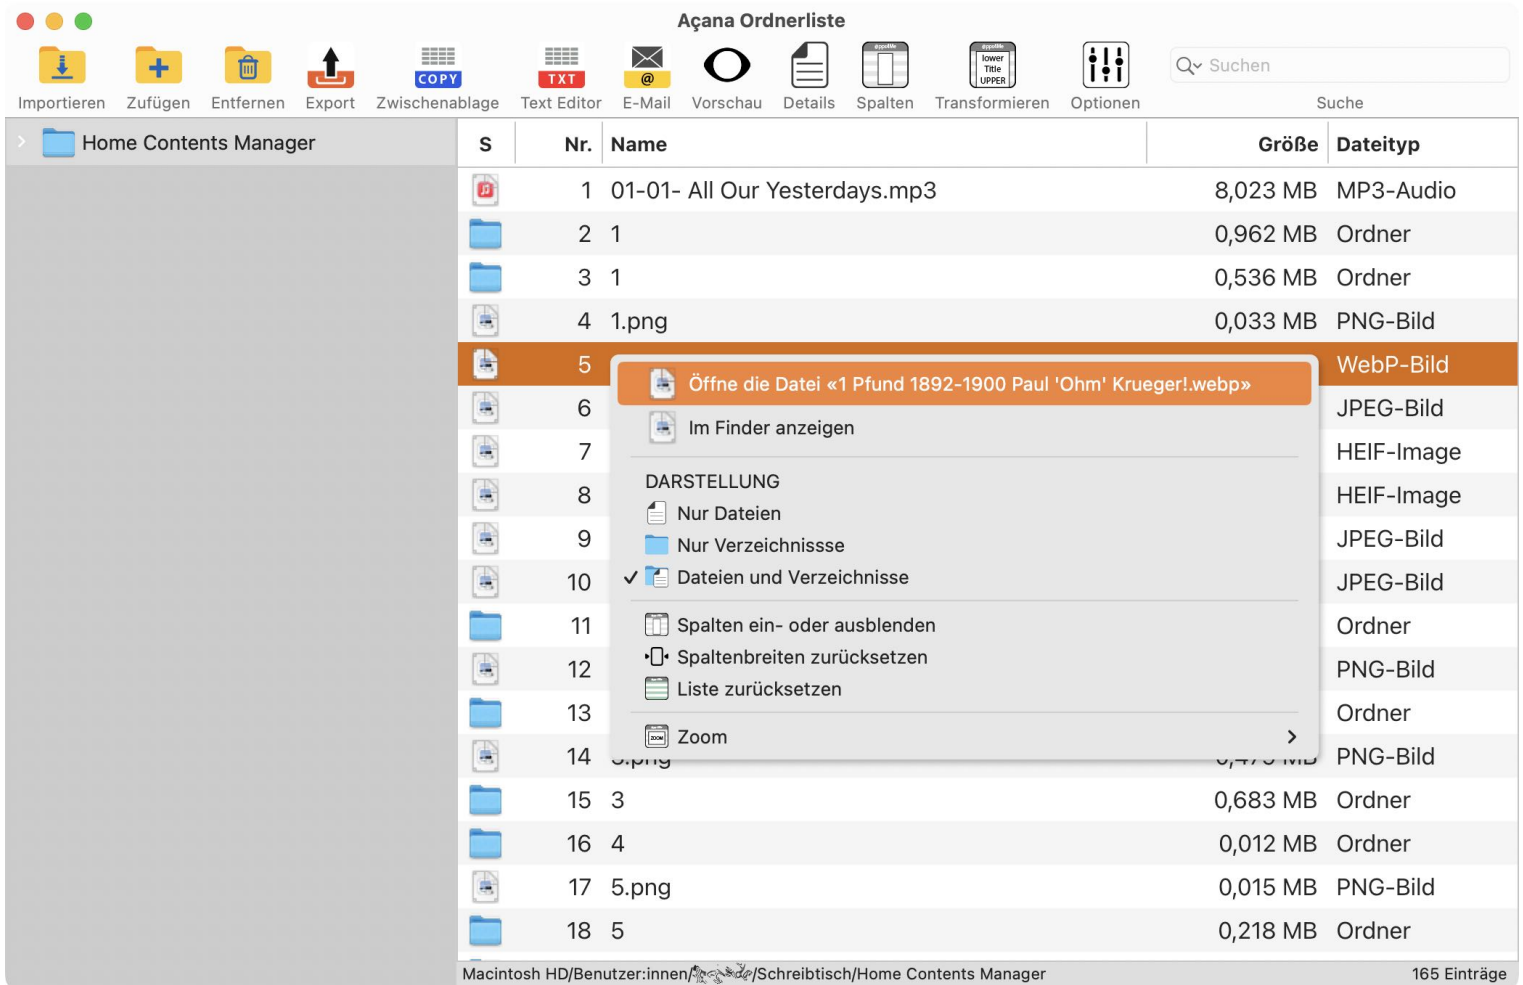 Açana Ordnerliste
Importieren Zufügen Entfernen Export Zwischenablage Text Editor E-Mail Vorschau Details Spalten Transformieren Optionen Suche
COPY TXT @ lower Title UPPER Suchen
Home Contents Manager
S Nr. Name Größe Dateityp
1 01-01- All Our Yesterdays.mp3 8,023 MB MP3-Audio
2 1 0,962 MB Ordner
3 1 0,536 MB Ordner
4 1.png 0,033 MB PNG-Bild
5 WebP-Bild
Öffne die Datei «1 Pfund 1892-1900 Paul 'Ohm' Krueger!.webp»
6 JPEG-Bild
Im Finder anzeigen
7 HEIF-Image
DARSTELLUNG
8 HEIF-Image
Nur Dateien
9 JPEG-Bild
Nur Verzeichnissse
10 JPEG-Bild
Dateien und Verzeichnisse
11 Ordner
Spalten ein- oder ausblenden
12 PNG-Bild
Spaltenbreiten zurücksetzen
Liste zurücksetzen
13 Ordner
ZOOM Zoom
14 PNG-Bild
15 3 0,683 MB Ordner
16 4 0,012 MB Ordner
17 5.png 0,015 MB PNG-Bild
18 5 0,218 MB Ordner
Macintosh HD/Benutzer:innen/ /Schreibtisch/Home Contents Manager 165 Einträge